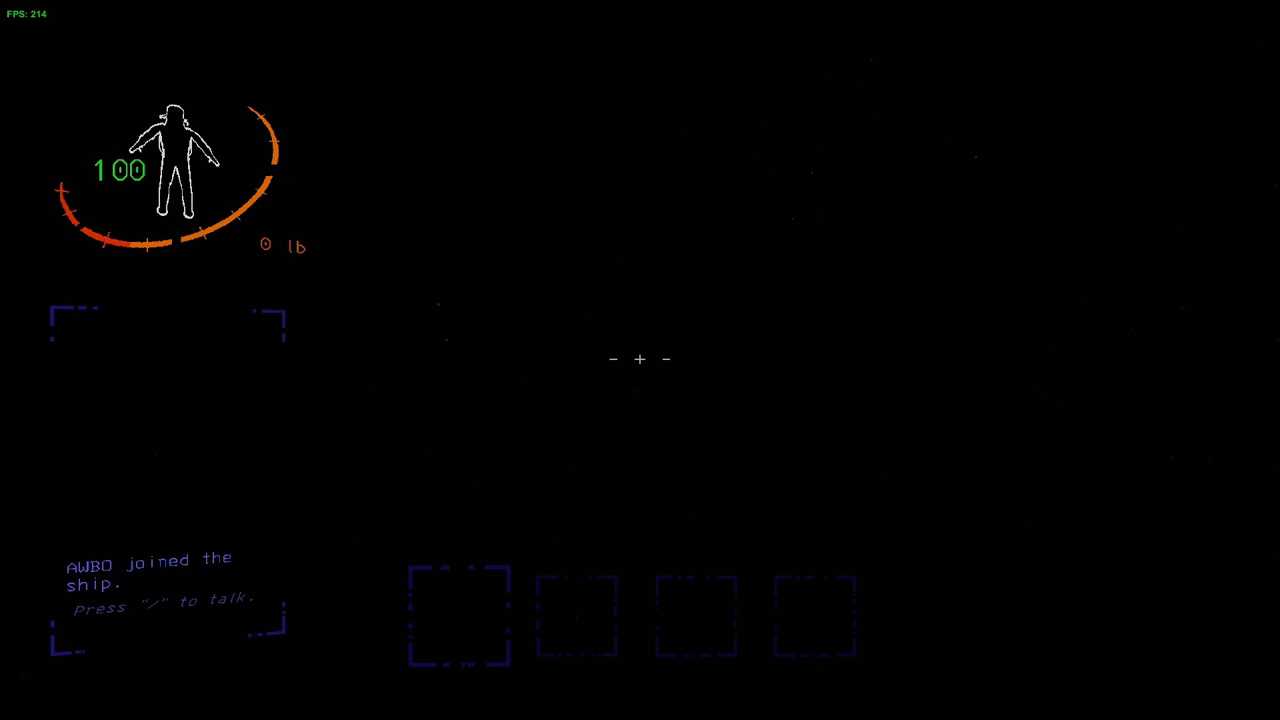 FPS: 214
100
0 lb
AWBO joined the
ship.
Press "/" to talk.